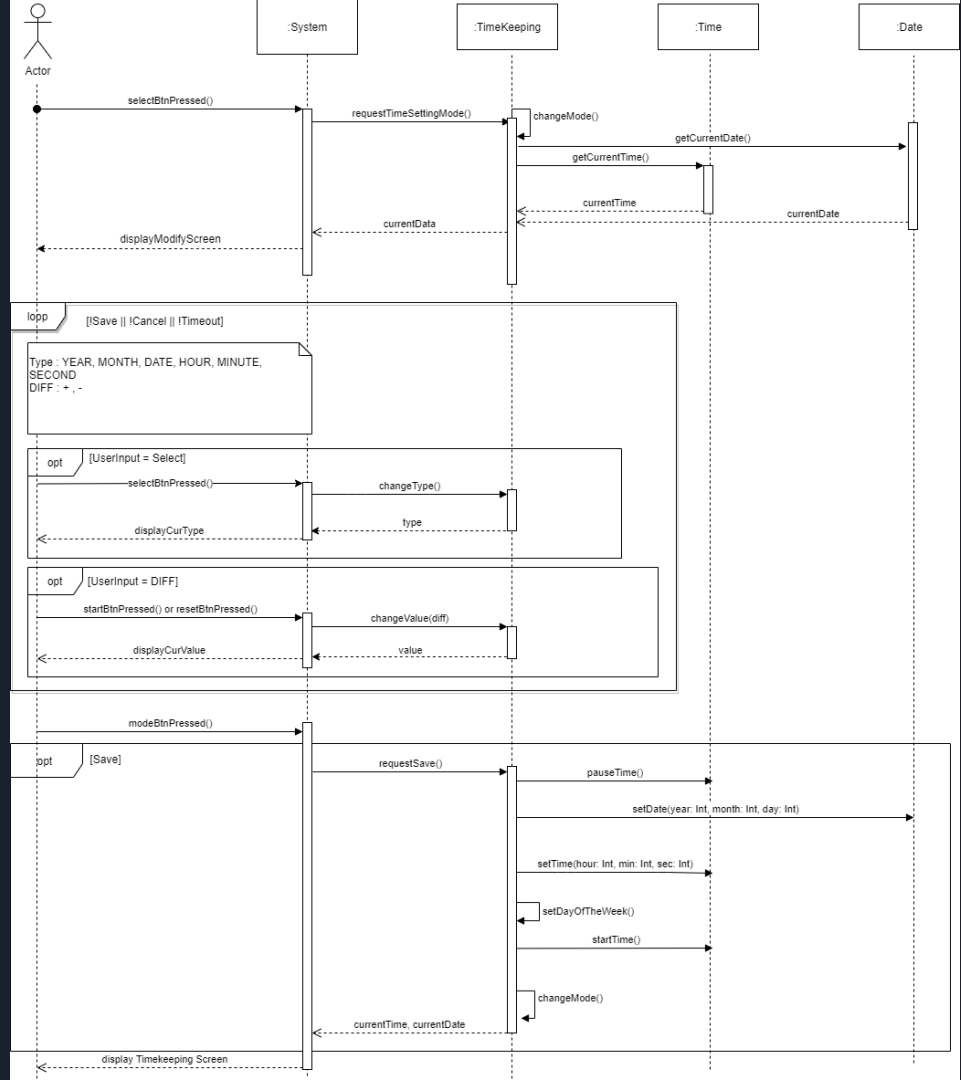 :System
:TimeKeeping
:Time
:Date
Actor
selectBtnPressed()
requestTimeSettingMode()
changeMode()
getCurrentDate()
getCurrentTime()
currentTime
currentDate
currentData
displayModifyScreen
lopp
[!Save || !Cancel || !Timeout]
Type : YEAR, MONTH, DATE, HOUR, MINUTE,
SECOND
DIFF : + , -
opt
[UserInput = Select]
selectBtnPressed()
changeType()
type
displayCurType
opt
[UserInput = DIFF]
startBtnPressed() or resetBtnPressed()
changeValue(diff)
value
displayCurValue
modeBtnPressed()
opt
[Save]
requestSave()
pauseTime()
setDate(year: Int, month: Int, day: Int)
setTime(hour: Int, min: Int, sec: Int)
setDayOfTheWeek()
startTime()
changeMode()
currentTime, currentDate
display Timekeeping Screen